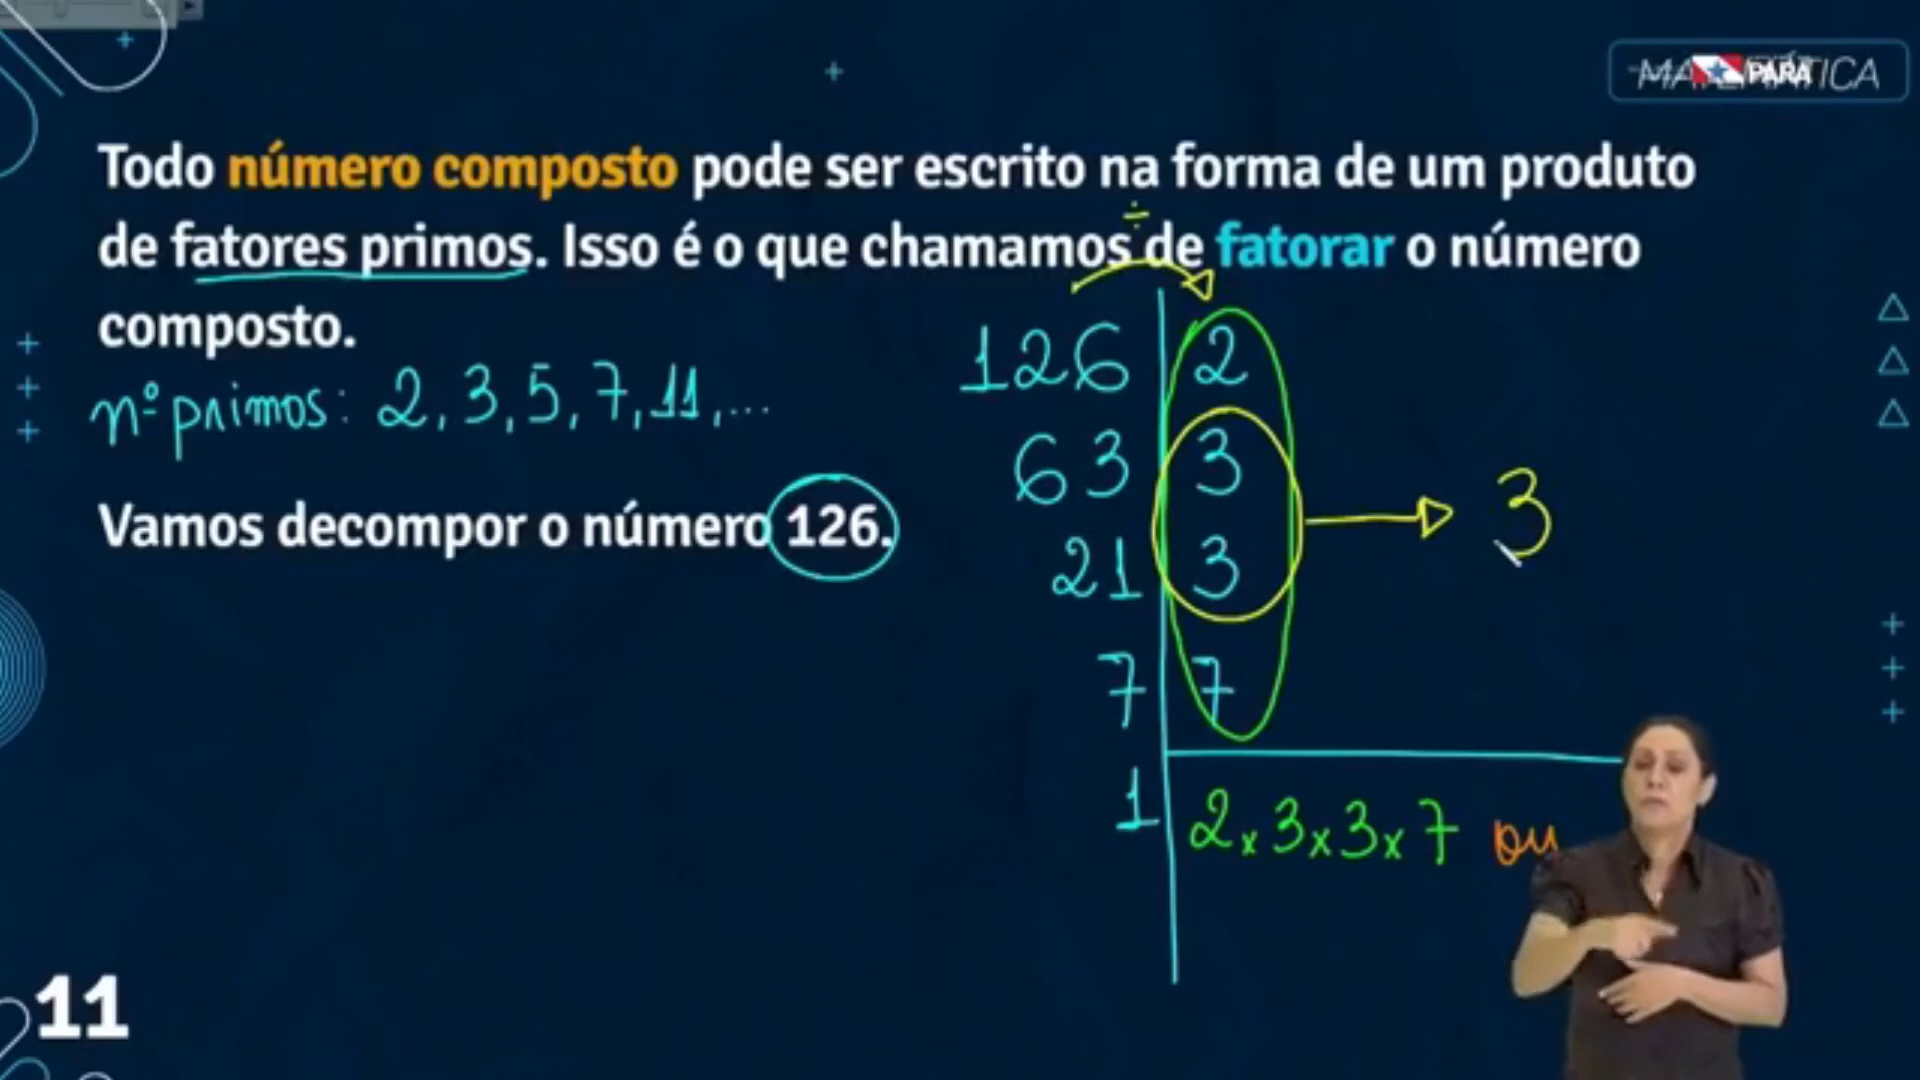 MATEMÁTICA
PARÁ
Todo número composto pode ser escrito na forma de um produto
de fatores primos. Isso é o que chamamos de fatorar o número
composto.
nº primos: 2, 3, 5, 7, 11, ...
Vamos decompor o número 126.
÷
126 2
63 3
21 3
7 7
1 2 x 3 x 3 x 7 ou
3
11